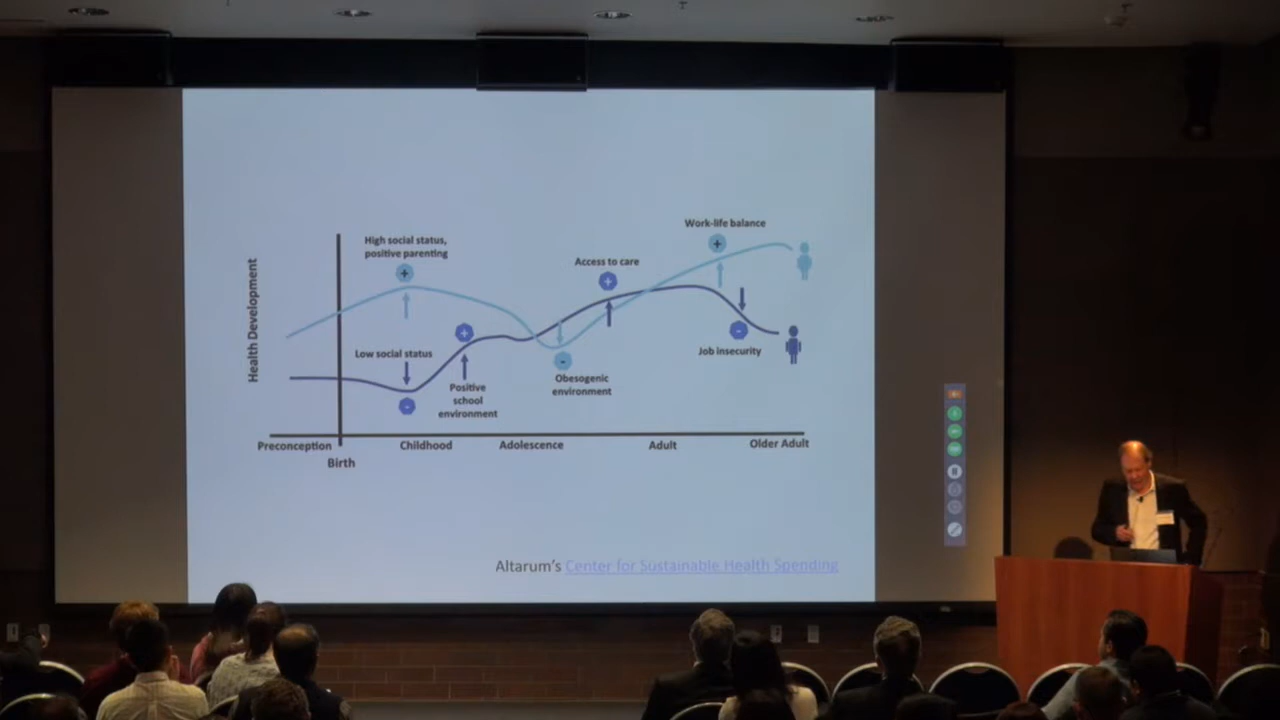 Work-life balance
High social status,
positive parenting
+
+
Access to care
+
Health Development
+
-
Low social status
Job insecurity
-
Positive
school
environment
-
Obesogenic
environment
Preconception
Childhood
Adolescence
Adult
Older Adult
Birth
Altarum's Center for Sustainable Health Spending